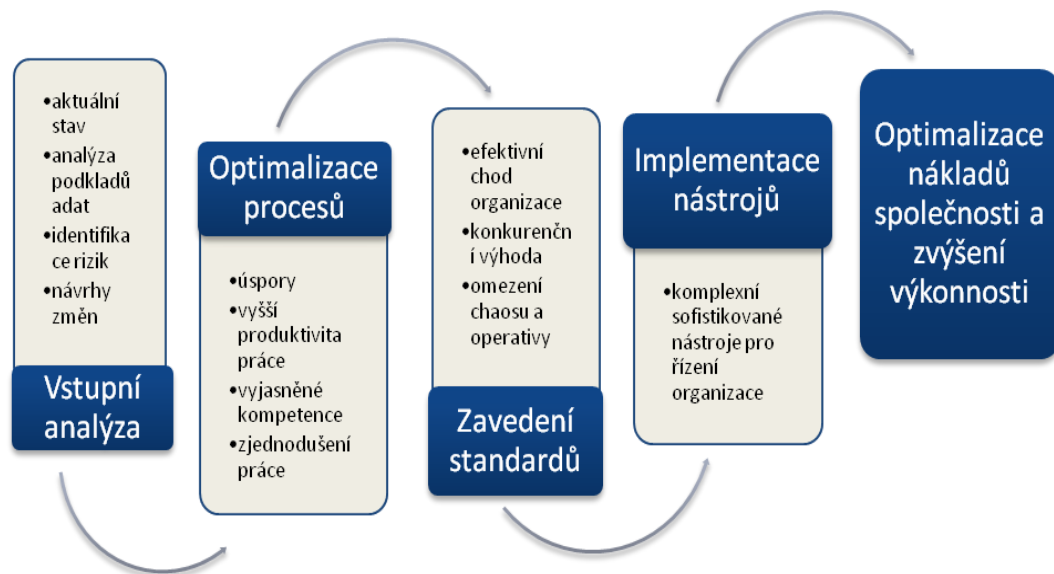 •aktuální
stav
•analýza
podkladů
adat
•identifika
ce rizik
•návrhy
změn
Vstupní
analýza
Optimalizace
procesů
•úspory
•vyšší
produktivita
práce
•vyjasněné
kompetence
•zjednodušení
práce
•efektivní
chod
organizace
•konkurenčn
í výhoda
•omezení
chaosu a
operativy
Zavedení
standardů
Implementace
nástrojů
•komplexní
sofistikované
nástroje pro
řízení
organizace
Optimalizace
nákladů
společnosti a
zvýšení
výkonnosti